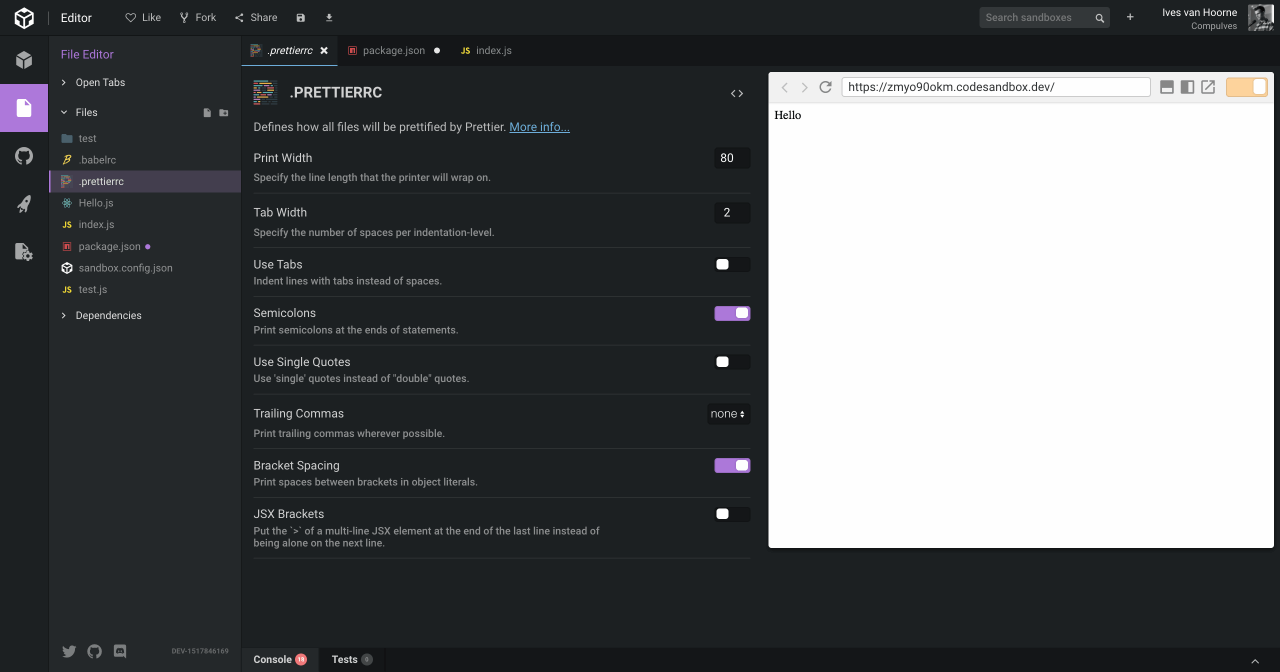 Editor
Like
Fork
Share
Search sandboxes
Ives van Hoorne
Compulves
File Editor
Open Tabs
Files
test
.babelrc
.prettierrc
Hello.js
JS index.js
package.json
sandbox.config.json
JS test.js
Dependencies
DEV-1517846169
.prettierrc
package.json
JS index.js
.PRETTIERRC
Defines how all files will be prettified by Prettier. More info...
Print Width
80
Specify the line length that the printer will wrap on.
Tab Width
2
Specify the number of spaces per indentation-level.
Use Tabs
Indent lines with tabs instead of spaces.
Semicolons
Print semicolons at the ends of statements.
Use Single Quotes
Use 'single' quotes instead of "double" quotes.
Trailing Commas
none
Print trailing commas wherever possible.
Bracket Spacing
Print spaces between brackets in object literals.
JSX Brackets
Put the `>` of a multi-line JSX element at the end of the last line instead of
being alone on the next line.
https://zmyo90okm.codesandbox.dev/
Hello
Console
Tests